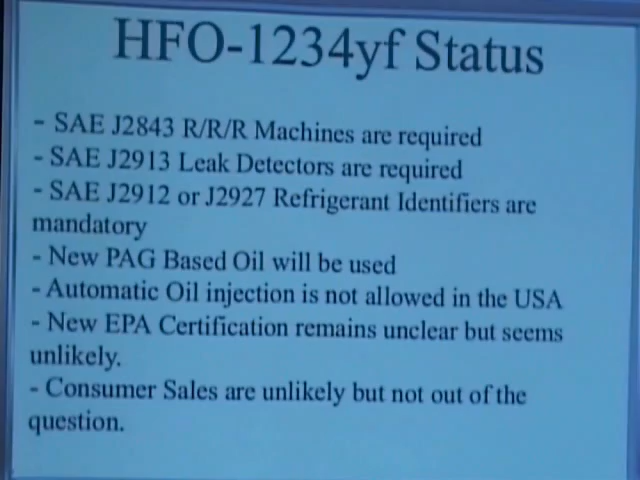 HFO-1234yf Status
- SAE J2843 R/R/R Machines are required
- SAE J2913 Leak Detectors are required
- SAE J2912 or J2927 Refrigerant Identifiers are
mandatory
- New PAG Based Oil will be used
- Automatic Oil injection is not allowed in the USA
- New EPA Certification remains unclear but seems
unlikely.
- Consumer Sales are unlikely but not out of the
question.